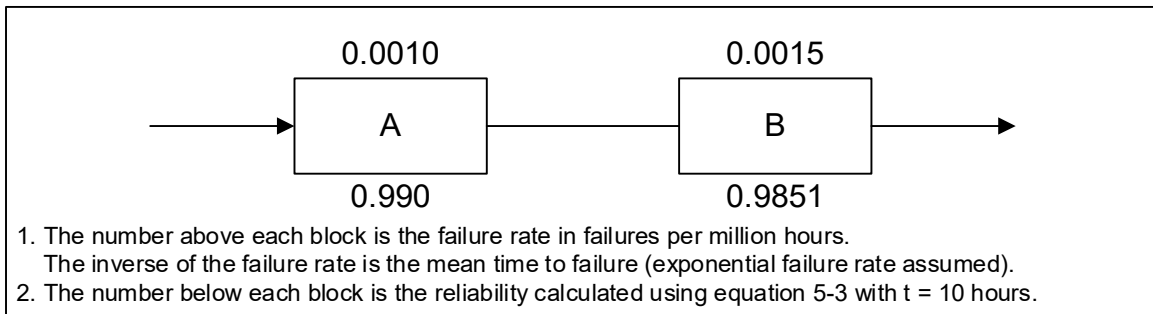 0.0010 0.0015
A B
0.990 0.9851
1. The number above each block is the failure rate in failures per million hours.
The inverse of the failure rate is the mean time to failure (exponential failure rate assumed).
2. The number below each block is the reliability calculated using equation 5-3 with t = 10 hours.